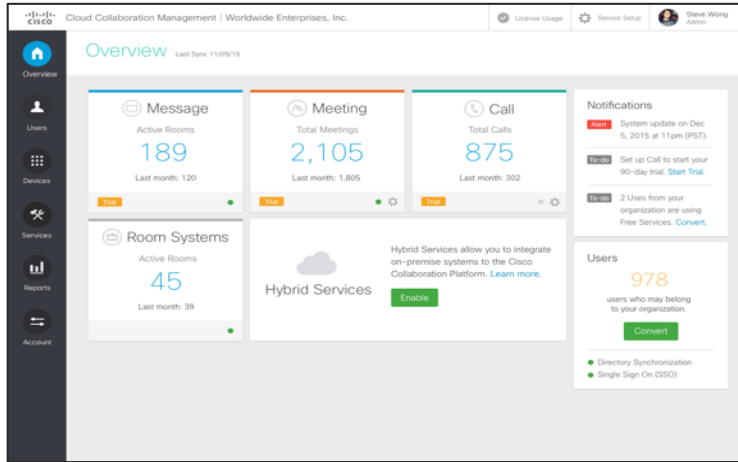 CISCO
Cloud Collaboration Management | Worldwide Enterprises, Inc.
License Usage
Service Setup
Steve Wong
Admin
Overview
Users
Devices
Services
Reports
Account
Overview
Last Sync 11/05/15
Message
Active Rooms
189
Last month: 120
Trial
Meeting
Total Meetings
2,105
Last month: 1,805
Trial
Call
Total Calls
875
Last month: 302
Trial
Notifications
Alert
System update on Dec
5, 2015 at 11pm (PST).
To-do
Set up Call to start your
90-day trial. Start Trial.
To-do
2 Uses from your
organization are using
Free Services. Convert.
Room Systems
Active Rooms
45
Last month: 39
Hybrid Services
Hybrid Services allow you to integrate
on-premise systems to the Cisco
Collaboration Platform. Learn more.
Enable
Users
978
users who may belong
to your organization.
Convert
Directory Synchronization
Single Sign On (SSO)